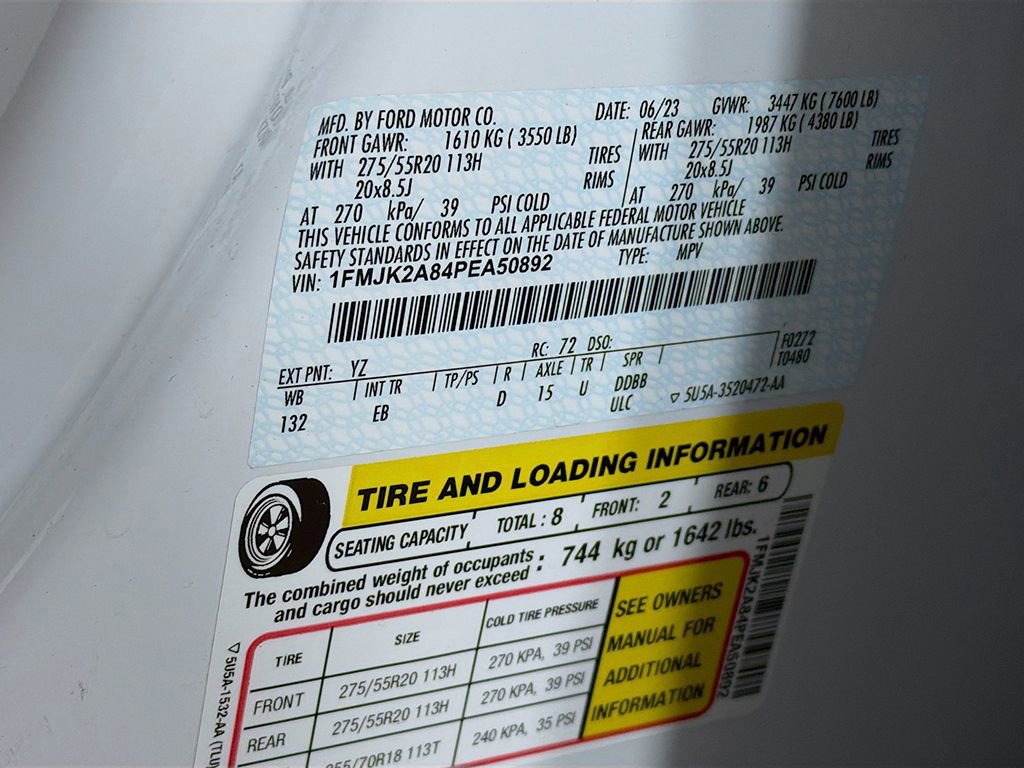 MFD. BY FORD MOTOR CO. DATE: 06/23 GVWR: 3447 KG ( 7600 LB)
FRONT GAWR: 1610 KG ( 3550 LB) REAR GAWR: 1987 KG ( 4380 LB)
WITH 275/55R20 113H TIRES WITH 275/55R20 113H TIRES
20x8.5J RIMS 20x8.5J RIMS
AT 270 kPa/ 39 PSI COLD AT 270 kPa/ 39 PSI COLD
THIS VEHICLE CONFORMS TO ALL APPLICABLE FEDERAL MOTOR VEHICLE
SAFETY STANDARDS IN EFFECT ON THE DATE OF MANUFACTURE SHOWN ABOVE.
VIN: 1FMJK2A84PEA50892 TYPE: MPV
EXT PNT: YZ RC: 72 DSO: F0272
WB INT TR TP/PS R AXLE TR SPR T0480
132 EB D 15 U DDBB
ULC ▽ 5U5A-3520472-AA
TIRE AND LOADING INFORMATION
SEATING CAPACITY TOTAL : 8 FRONT: 2 REAR: 6
The combined weight of occupants
and cargo should never exceed : 744 kg or 1642 lbs.
TIRE SIZE COLD TIRE PRESSURE
FRONT 275/55R20 113H 270 KPA, 39 PSI
REAR 275/55R20 113H 270 KPA, 39 PSI
/70R18 113T 240 KPA, 35 PSI
SEE OWNERS
MANUAL FOR
ADDITIONAL
INFORMATION
1FMJK2A84PEA50892
▽ 5U5A-1532-AA